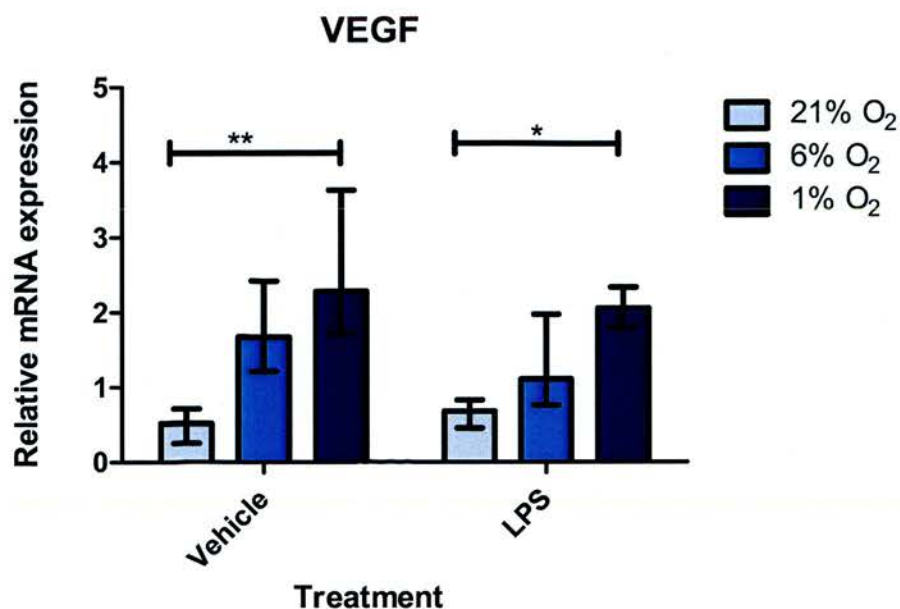 VEGF
Relative mRNA expression
5
4
3
2
1
0
**
*
21% O₂
6% O₂
1% O₂
Vehicle
LPS
Treatment